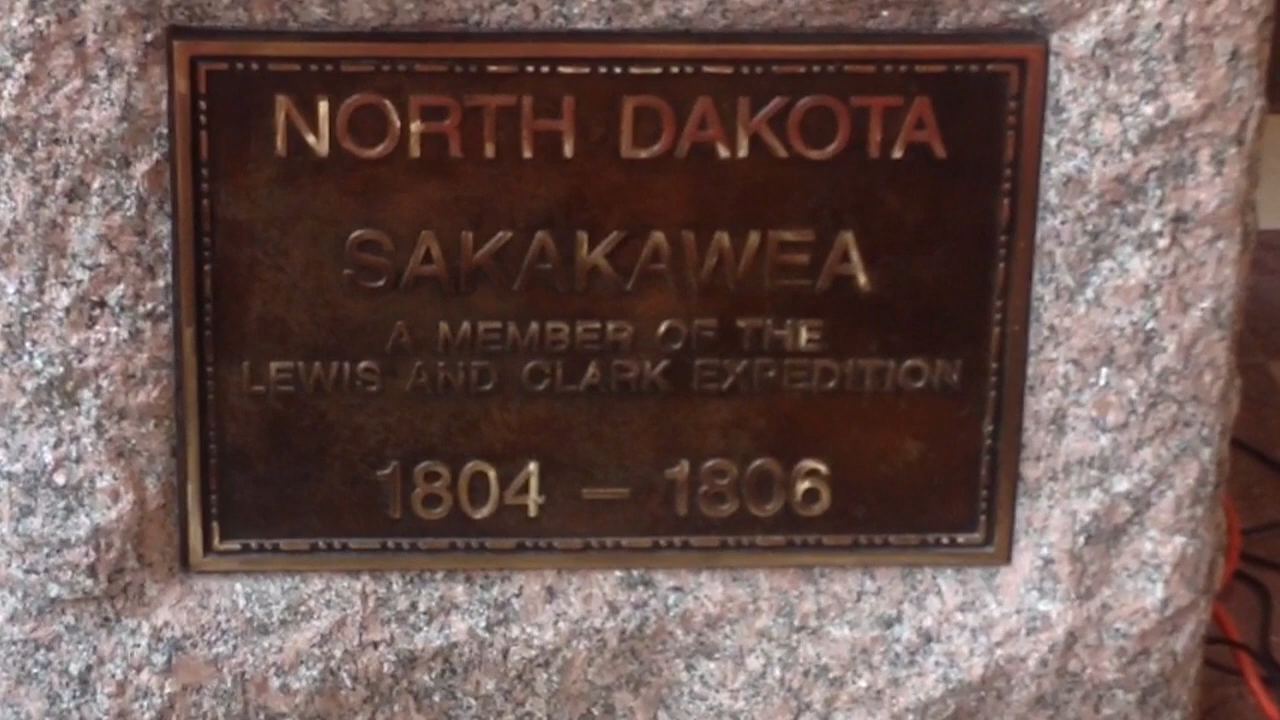 NORTH DAKOTA
SAKAKAWEA
A MEMBER OF THE
LEWIS AND CLARK EXPEDITION
1804 – 1806